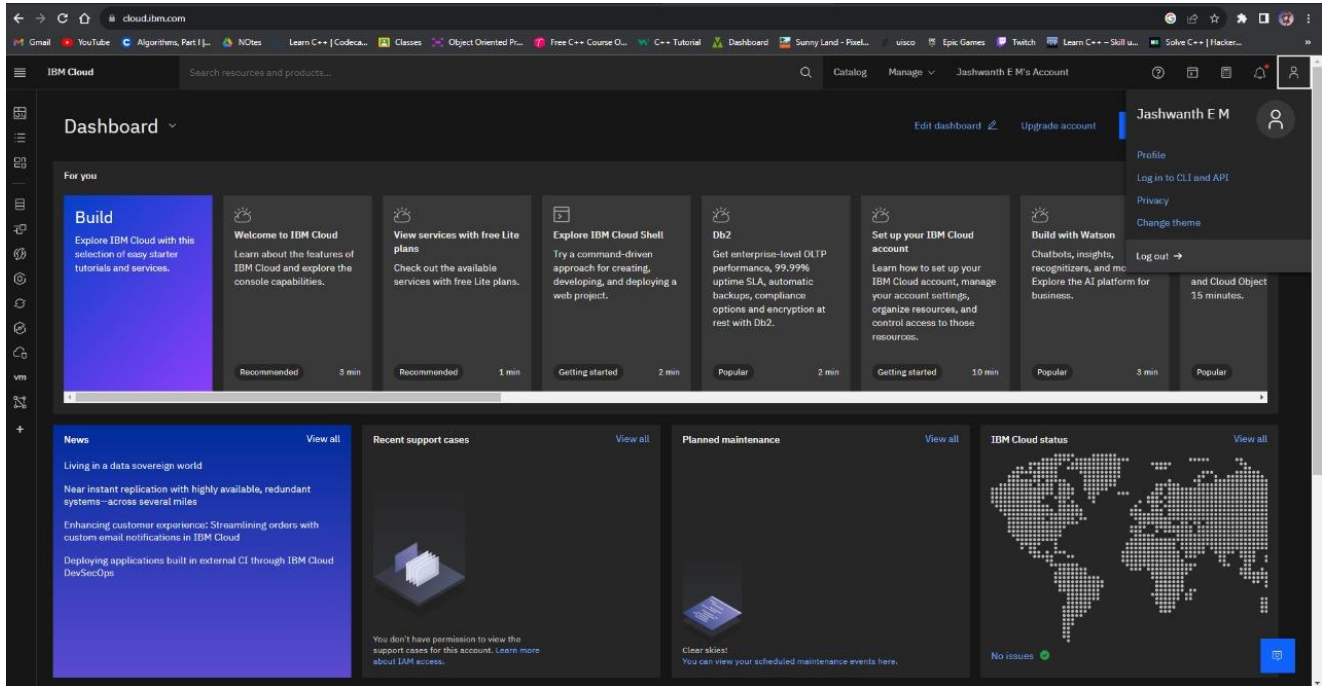 cloud.ibm.com
Gmail YouTube Algorithms, Part I |... NOtes Learn C++ | Codeca... Classes Object Oriented Pr... Free C++ Course O... C++ Tutorial Dashboard Sunny Land - Pixel... uisco Epic Games Twitch Learn C++ – Skill u... Solve C++ | Hacker... »
IBM Cloud Search resources and products... Catalog Manage Jashwanth E M's Account
Dashboard
Edit dashboard Upgrade account
Jashwanth E M
Profile
Log in to CLI and API
Privacy
Change theme
Log out →
For you
Build
Explore IBM Cloud with this
selection of easy starter
tutorials and services.
Welcome to IBM Cloud
Learn about the features of
IBM Cloud and explore the
console capabilities.
Recommended 3 min
View services with free Lite
plans
Check out the available
services with free Lite plans.
Recommended 1 min
Explore IBM Cloud Shell
Try a command-driven
approach for creating,
developing, and deploying a
web project.
Getting started 2 min
Db2
Get enterprise-level OLTP
performance, 99.99%
uptime SLA, automatic
backups, compliance
options and encryption at
rest with Db2.
Popular 2 min
Set up your IBM Cloud
account
Learn how to set up your
IBM Cloud account, manage
your account settings,
organize resources, and
control access to those
resources.
Getting started 10 min
Build with Watson
Chatbots, insights,
recognitizers, and mo
Explore the AI platform for
business.
Popular 3 min
and Cloud Object
15 minutes.
Popular
vm
News View all
Living in a data sovereign world
Near instant replication with highly available, redundant
systems—across several miles
Enhancing customer experience: Streamlining orders with
custom email notifications in IBM Cloud
Deploying applications built in external CI through IBM Cloud
DevSecOps
Recent support cases View all
You don't have permission to view the
support cases for this account. Learn more
about IAM access.
Planned maintenance View all
Clear skies!
You can view your scheduled maintenance events here.
IBM Cloud status View all
No issues